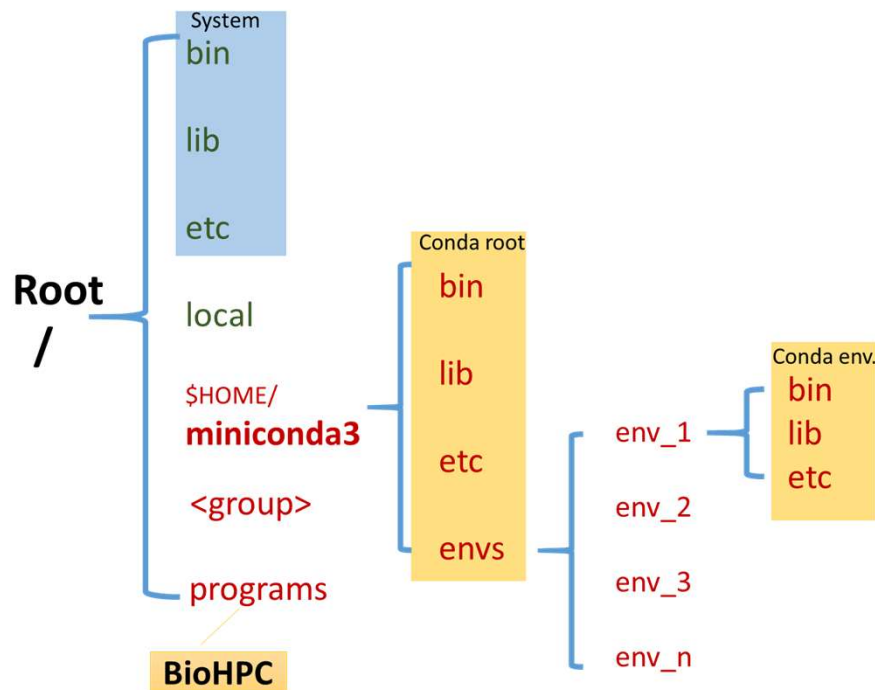 Root
/
System
bin
lib
etc
local
$HOME/
miniconda3
<group>
programs
BioHPC
Conda root
bin
lib
etc
envs
env_1
env_2
env_3
env_n
Conda env.
bin
lib
etc